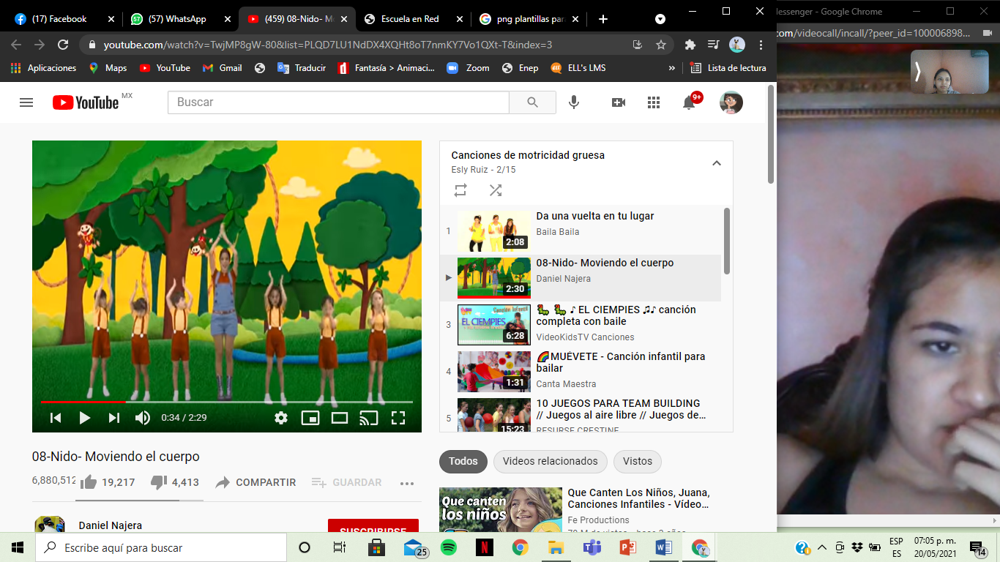 (17) Facebook
(57) WhatsApp
(459) 08-Nido- M
Escuela en Red
png plantillas par
Messenger - Google Chrome
youtube.com/watch?v=TwjMP8gW-80&list=PLQD7LU1NdDX4XQHt8oT7nmKY7Vo1QXt-T&index=3
com/videocall/incall/?peer_id=100006898...
Aplicaciones
Maps
YouTube
Gmail
Traducir
Fantasía > Animaci...
Zoom
Enep
ELL's LMS
»
Lista de lectura
YouTube MX
Buscar
9+
Canciones de motricidad gruesa
Esly Ruiz - 2/15
1
2:08
Da una vuelta en tu lugar
Baila Baila
2:30
08-Nido- Moviendo el cuerpo
Daniel Najera
3
Canción Infantil
EL CIEMPIES
6:28
🐛 🐛 ♪ EL CIEMPIES ♫♪ canción
completa con baile
VideoKidsTV Canciones
4
1:31
🌈MUÉVETE - Canción infantil para
bailar
Canta Maestra
5
15:23
10 JUEGOS PARA TEAM BUILDING
// Juegos al aire libre // Juegos de...
RESURSE CRESTINE
0:34 / 2:29
08-Nido- Moviendo el cuerpo
6,880,512
19,217
4,413
COMPARTIR
GUARDAR
Daniel Najera
SUSCRIBIRSE
Todos
Videos relacionados
Vistos
Que canten
los niños
Que Canten Los Niños, Juana,
Canciones Infantiles - Vídeo...
Fe Productions
Escribe aquí para buscar
25
ESP
ES
07:05 p. m.
20/05/2021
14